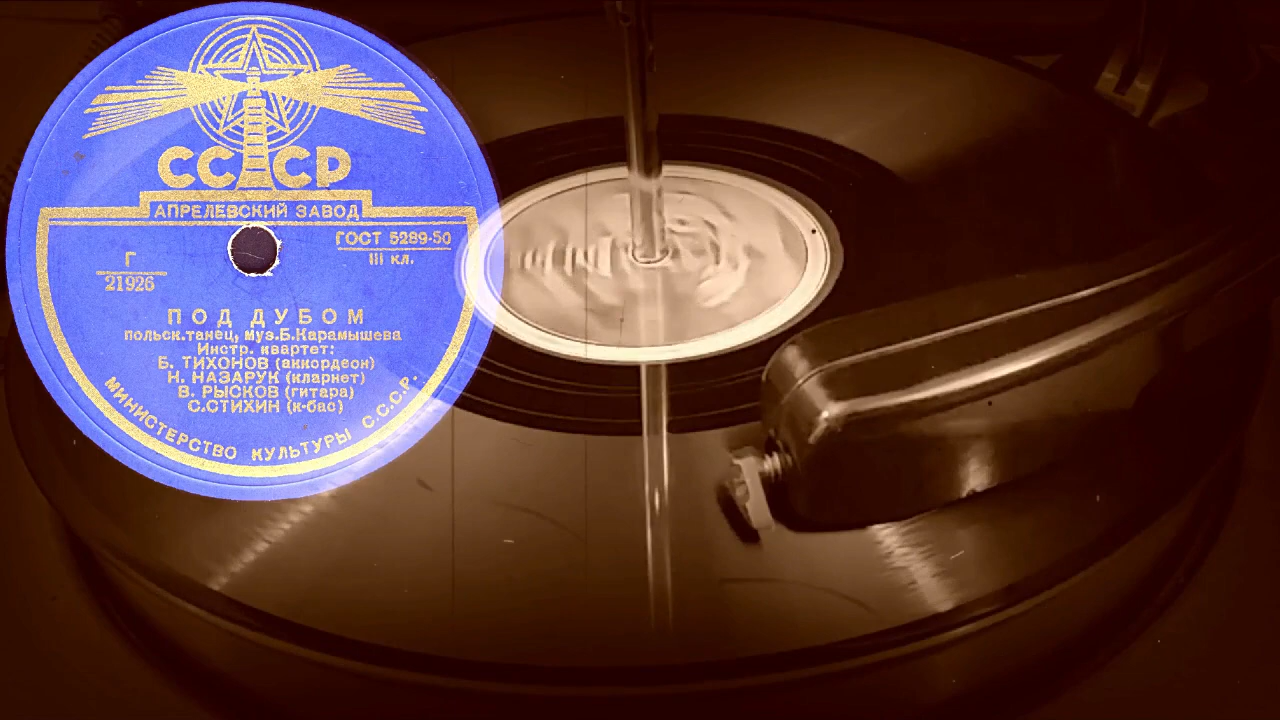 СССР
АПРЕЛЕВСКИЙ ЗАВОД
ГОСТ 5289-50
III кл.
Г
21926
ПОД ДУБОМ
польск.танец, муз.Б.Карамышева
Инстр. квартет:
Б. ТИХОНОВ (аккордеон)
Н. НАЗАРУК (кларнет)
В. РЫСКОВ (гитара)
С.СТИХИН (к-бас)
МИНИСТЕРСТВО КУЛЬТУРЫ С.С.С.Р.